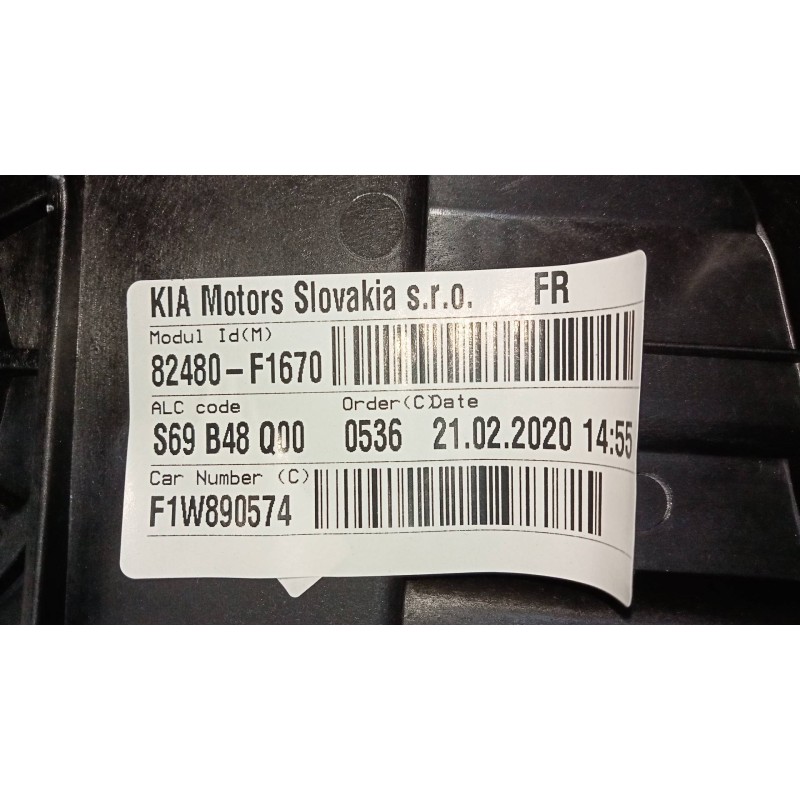 KIA Motors Slovakia s.r.o. FR
Modul Id(M)
82480-F1670
ALC code Order(C)Date
S69 B48 Q00 0536 21.02.2020 14:55
Car Number (C)
F1W890574